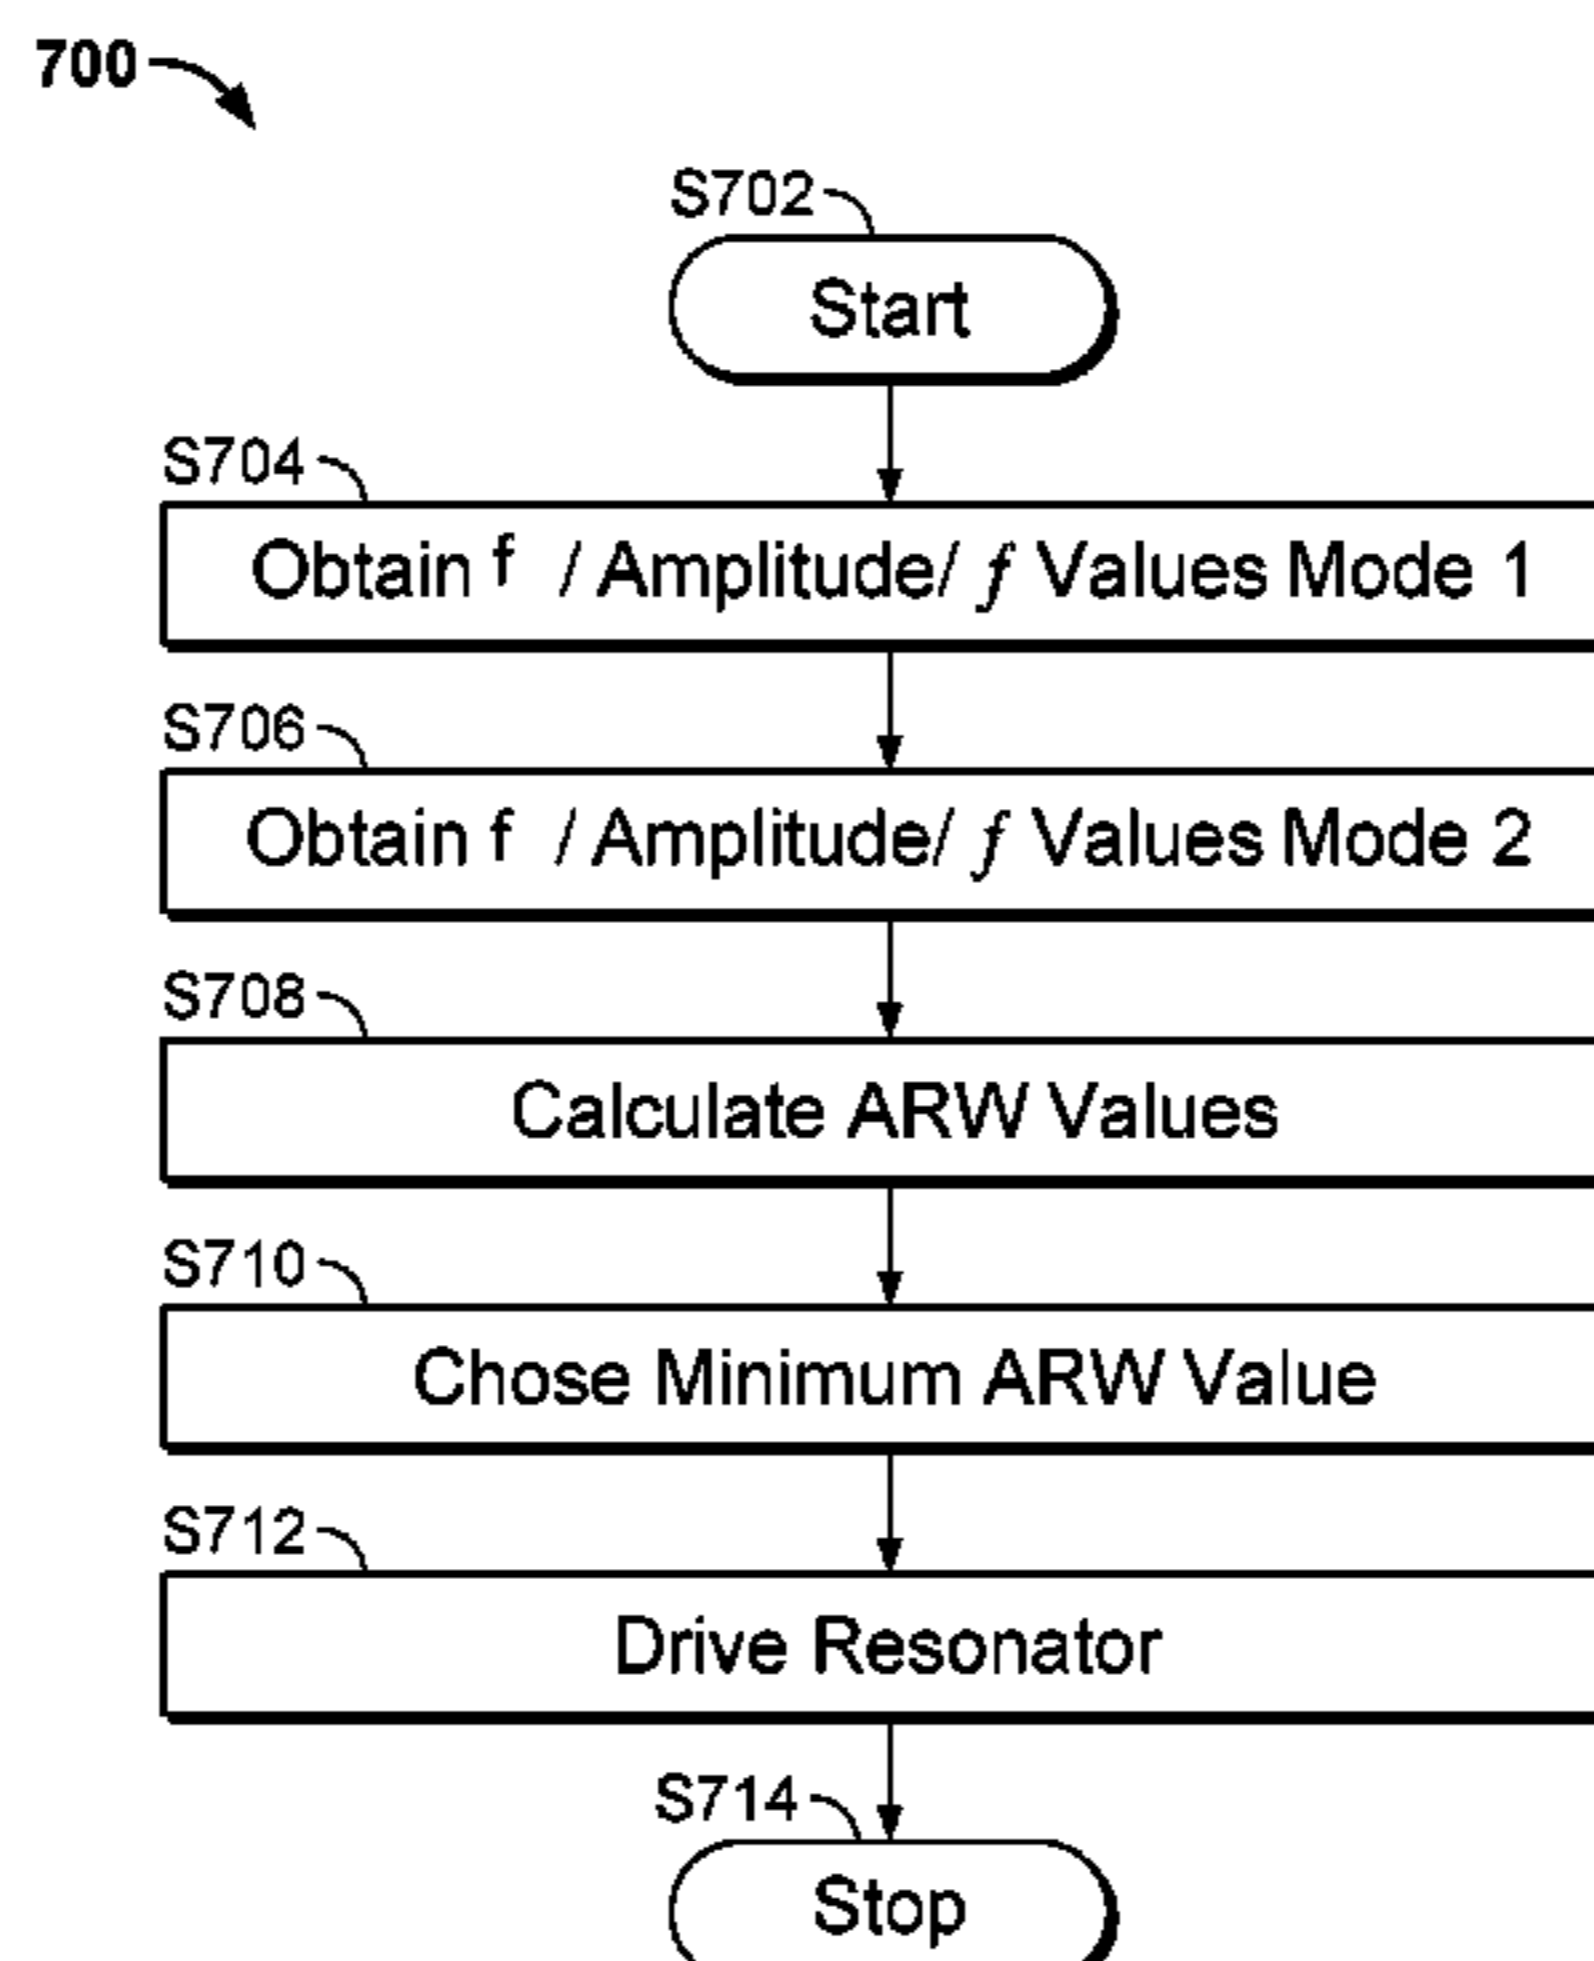 700
S702
Start
S704
Obtain f / Amplitude/ ƒ Values Mode 1
S706
Obtain f / Amplitude/ ƒ Values Mode 2
S708
Calculate ARW Values
S710
Chose Minimum ARW Value
S712
Drive Resonator
S714
Stop